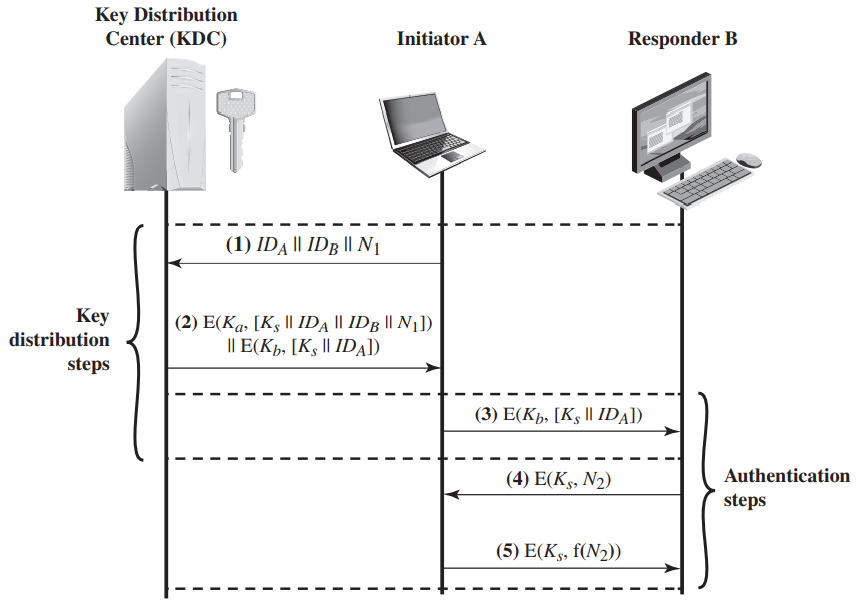 Key Distribution
Center (KDC)
Initiator A
Responder B
(1) ID_A || ID_B || N_1
Key
distribution
steps
(2) E(K_a, [K_s || ID_A || ID_B || N_1])
|| E(K_b, [K_s || ID_A])
(3) E(K_b, [K_s || ID_A])
(4) E(K_s, N_2)
Authentication
steps
(5) E(K_s, f(N_2))